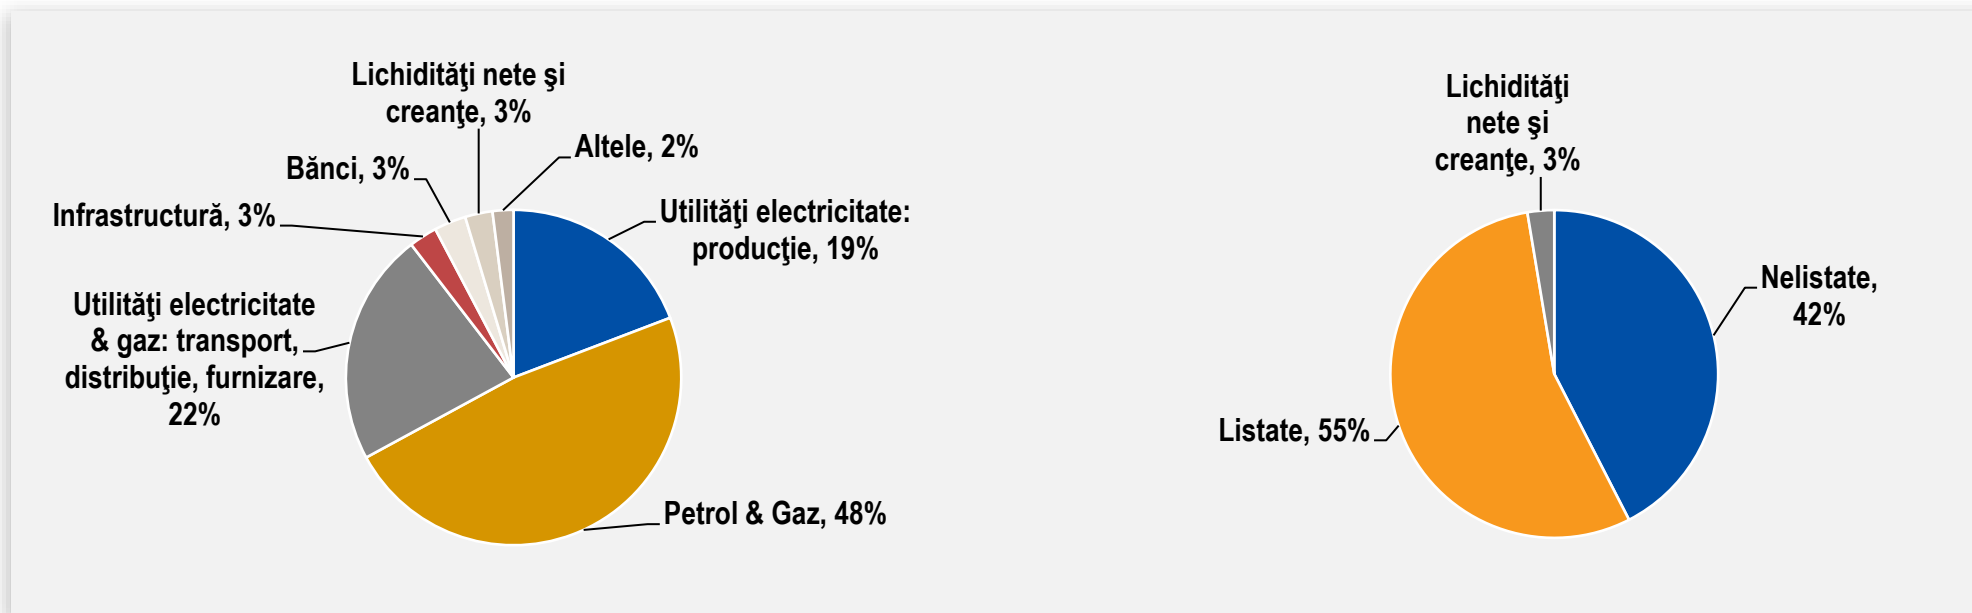 Lichidităţi nete şi
creanţe, 3%
Altele, 2%
Bănci, 3%
Infrastructură, 3%
Utilităţi electricitate:
producţie, 19%
Utilităţi electricitate
& gaz: transport,
distribuţie, furnizare,
22%
Petrol & Gaz, 48%
Lichidităţi
nete şi
creanţe, 3%
Nelistate,
42%
Listate, 55%